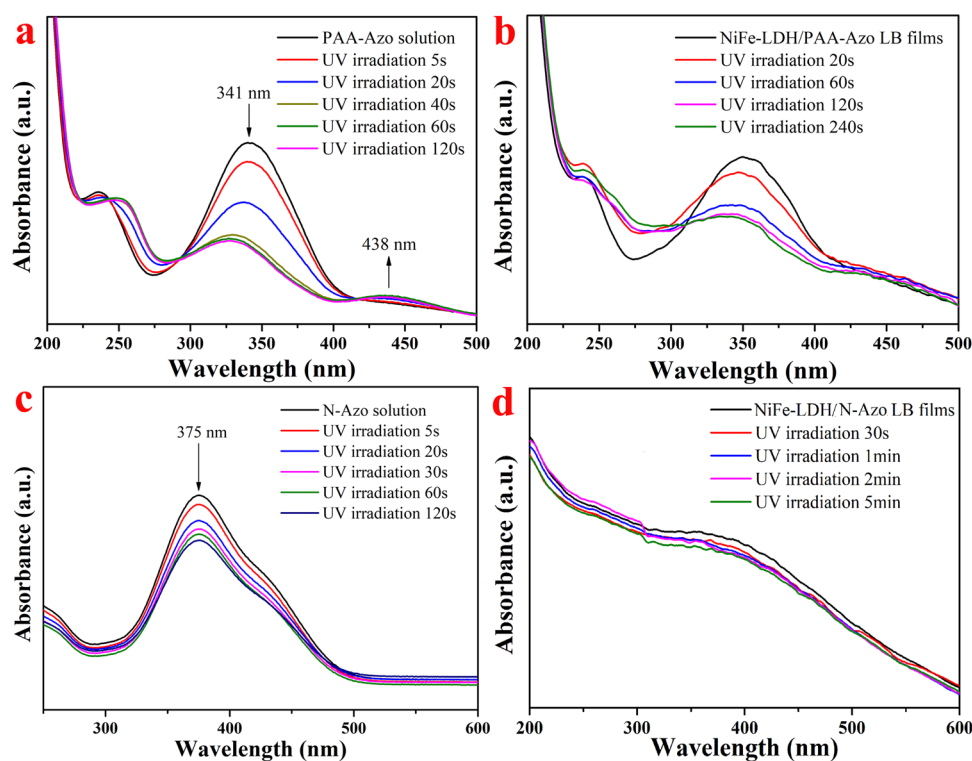 a
PAA-Azo solution
UV irradiation 5s
UV irradiation 20s
UV irradiation 40s
UV irradiation 60s
UV irradiation 120s
341 nm
438 nm
Absorbance (a.u.)
200 250 300 350 400 450 500
Wavelength (nm)
b
NiFe-LDH/PAA-Azo LB films
UV irradiation 20s
UV irradiation 60s
UV irradiation 120s
UV irradiation 240s
Absorbance (a.u.)
200 250 300 350 400 450 500
Wavelength (nm)
c
N-Azo solution
UV irradiation 5s
UV irradiation 20s
UV irradiation 30s
UV irradiation 60s
UV irradiation 120s
375 nm
Absorbance (a.u.)
300 400 500 600
Wavelength (nm)
d
NiFe-LDH/N-Azo LB films
UV irradiation 30s
UV irradiation 1min
UV irradiation 2min
UV irradiation 5min
Absorbance (a.u.)
200 300 400 500 600
Wavelength (nm)